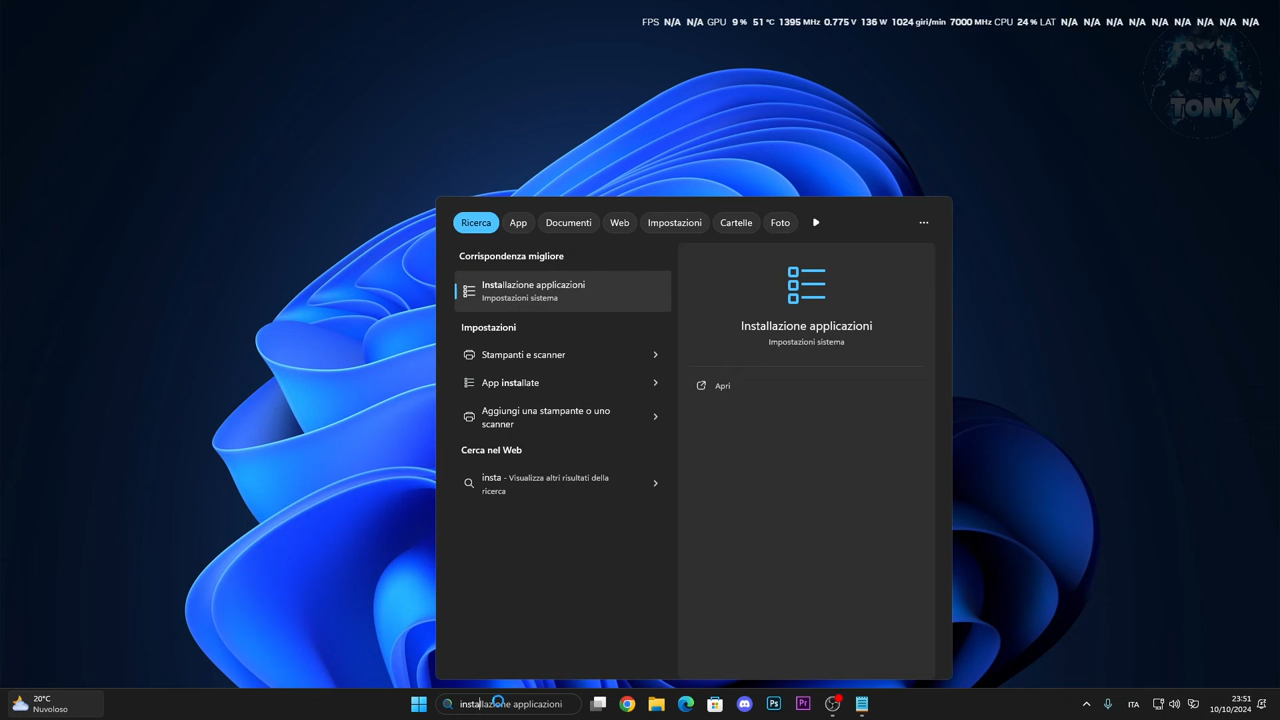 FPS N/A N/A GPU 9 % 51 °C 1395 MHz 0.775 V 136 W 1024 giri/min 7000 MHz CPU 24 % LAT N/A N/A N/A N/A N/A N/A N/A N/A N/A
TONY
Ricerca App Documenti Web Impostazioni Cartelle Foto
Corrispondenza migliore
Installazione applicazioni
Impostazioni sistema
Impostazioni
Stampanti e scanner
App installate
Aggiungi una stampante o uno
scanner
Cerca nel Web
insta - Visualizza altri risultati della
ricerca
Installazione applicazioni
Impostazioni sistema
Apri
20°C
Nuvoloso
installazione applicazioni
Ps
Pr
ITA
23:51
10/10/2024